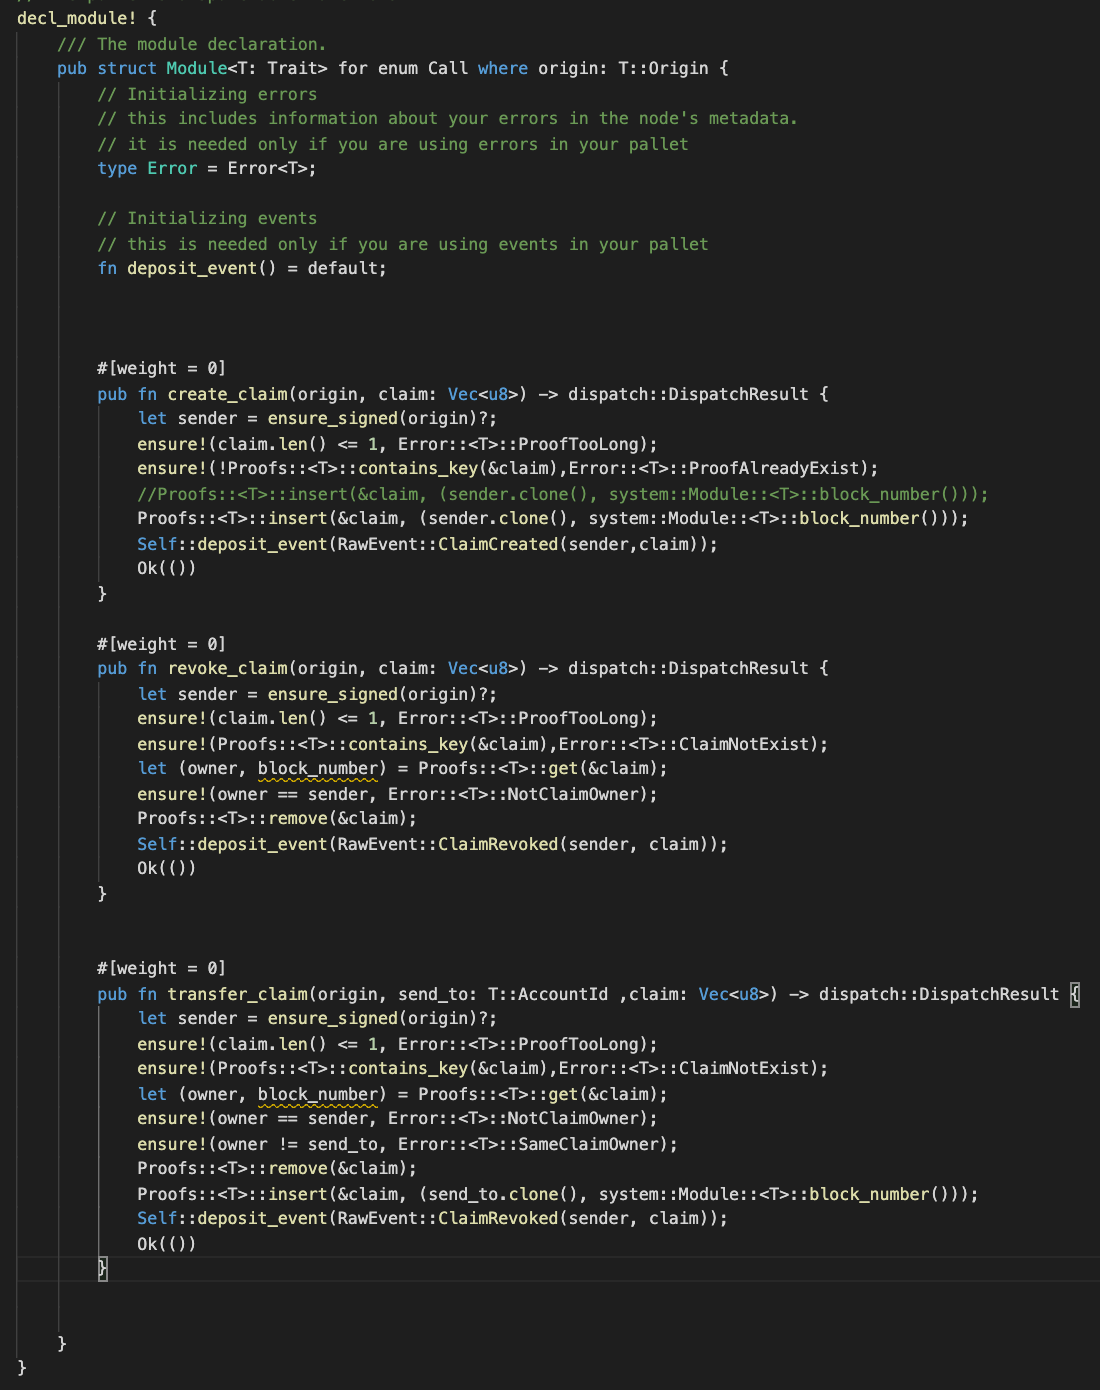 decl_module! {
/// The module declaration.
pub struct Module<T: Trait> for enum Call where origin: T::Origin {
// Initializing errors
// this includes information about your errors in the node's metadata.
// it is needed only if you are using errors in your pallet
type Error = Error<T>;
// Initializing events
// this is needed only if you are using events in your pallet
fn deposit_event() = default;
#[weight = 0]
pub fn create_claim(origin, claim: Vec<u8>) -> dispatch::DispatchResult {
let sender = ensure_signed(origin)?;
ensure!(claim.len() <= 1, Error::<T>::ProofTooLong);
ensure!(!Proofs::<T>::contains_key(&claim),Error::<T>::ProofAlreadyExist);
//Proofs::<T>::insert(&claim, (sender.clone(), system::Module::<T>::block_number()));
Proofs::<T>::insert(&claim, (sender.clone(), system::Module::<T>::block_number()));
Self::deposit_event(RawEvent::ClaimCreated(sender,claim));
Ok(())
}
#[weight = 0]
pub fn revoke_claim(origin, claim: Vec<u8>) -> dispatch::DispatchResult {
let sender = ensure_signed(origin)?;
ensure!(claim.len() <= 1, Error::<T>::ProofTooLong);
ensure!(Proofs::<T>::contains_key(&claim),Error::<T>::ClaimNotExist);
let (owner, block_number) = Proofs::<T>::get(&claim);
ensure!(owner == sender, Error::<T>::NotClaimOwner);
Proofs::<T>::remove(&claim);
Self::deposit_event(RawEvent::ClaimRevoked(sender, claim));
Ok(())
}
#[weight = 0]
pub fn transfer_claim(origin, send_to: T::AccountId ,claim: Vec<u8>) -> dispatch::DispatchResult {
let sender = ensure_signed(origin)?;
ensure!(claim.len() <= 1, Error::<T>::ProofTooLong);
ensure!(Proofs::<T>::contains_key(&claim),Error::<T>::ClaimNotExist);
let (owner, block_number) = Proofs::<T>::get(&claim);
ensure!(owner == sender, Error::<T>::NotClaimOwner);
ensure!(owner != send_to, Error::<T>::SameClaimOwner);
Proofs::<T>::remove(&claim);
Proofs::<T>::insert(&claim, (send_to.clone(), system::Module::<T>::block_number()));
Self::deposit_event(RawEvent::ClaimRevoked(sender, claim));
Ok(())
}
}
}